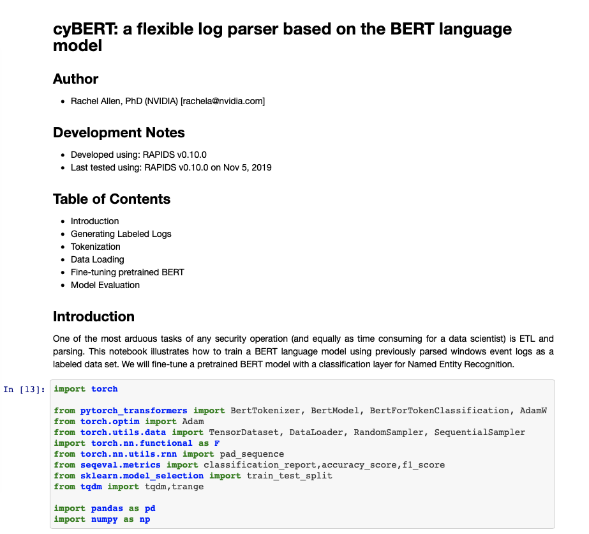 cyBERT: a flexible log parser based on the BERT language
model
Author
• Rachel Allen, PhD (NVIDIA) [rachela@nvidia.com]
Development Notes
• Developed using: RAPIDS v0.10.0
• Last tested using: RAPIDS v0.10.0 on Nov 5, 2019
Table of Contents
• Introduction
• Generating Labeled Logs
• Tokenization
• Data Loading
• Fine-tuning pretrained BERT
• Model Evaluation
Introduction
One of the most arduous tasks of any security operation (and equally as time consuming for a data scientist) is ETL and
parsing. This notebook illustrates how to train a BERT language model using previously parsed windows event logs as a
labeled data set. We will fine-tune a pretrained BERT model with a classification layer for Named Entity Recognition.
In [13]: import torch
from pytorch_transformers import BertTokenizer, BertModel, BertForTokenClassification, AdamW
from torch.optim import Adam
from torch.utils.data import TensorDataset, DataLoader, RandomSampler, SequentialSampler
import torch.nn.functional as F
from torch.nn.utils.rnn import pad_sequence
from seqeval.metrics import classification_report,accuracy_score,f1_score
from sklearn.model_selection import train_test_split
from tqdm import tqdm,trange
import pandas as pd
import numpy as np